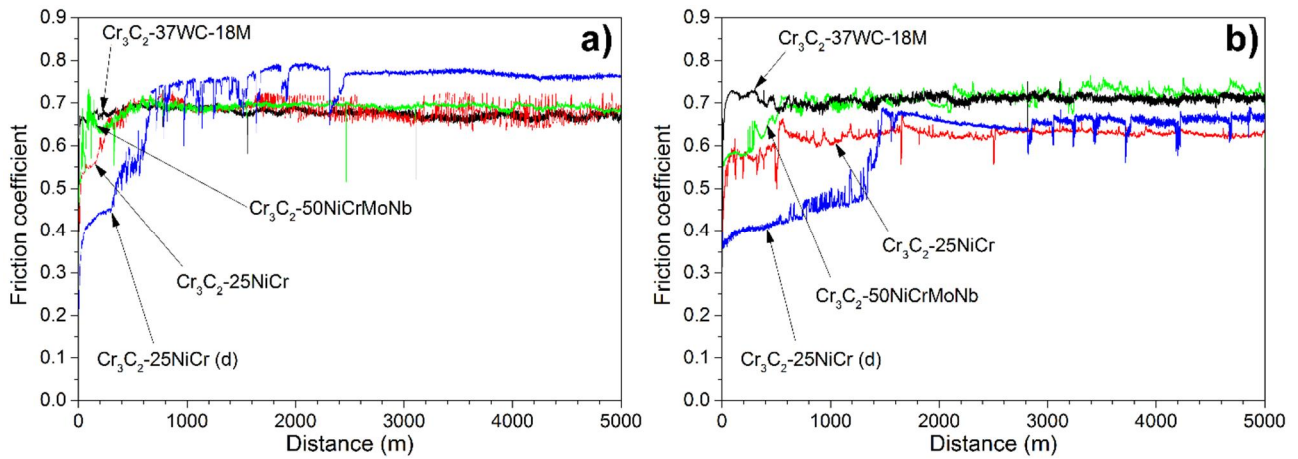 a)
Friction coefficient
0.9
0.8
0.7
0.6
0.5
0.4
0.3
0.2
0.1
0.0
Cr₃C₂-37WC-18M
Cr₃C₂-50NiCrMoNb
Cr₃C₂-25NiCr
Cr₃C₂-25NiCr (d)
0 1000 2000 3000 4000 5000
Distance (m)
b)
Friction coefficient
0.9
0.8
0.7
0.6
0.5
0.4
0.3
0.2
0.1
0.0
Cr₃C₂-37WC-18M
Cr₃C₂-25NiCr
Cr₃C₂-50NiCrMoNb
Cr₃C₂-25NiCr (d)
0 1000 2000 3000 4000 5000
Distance (m)